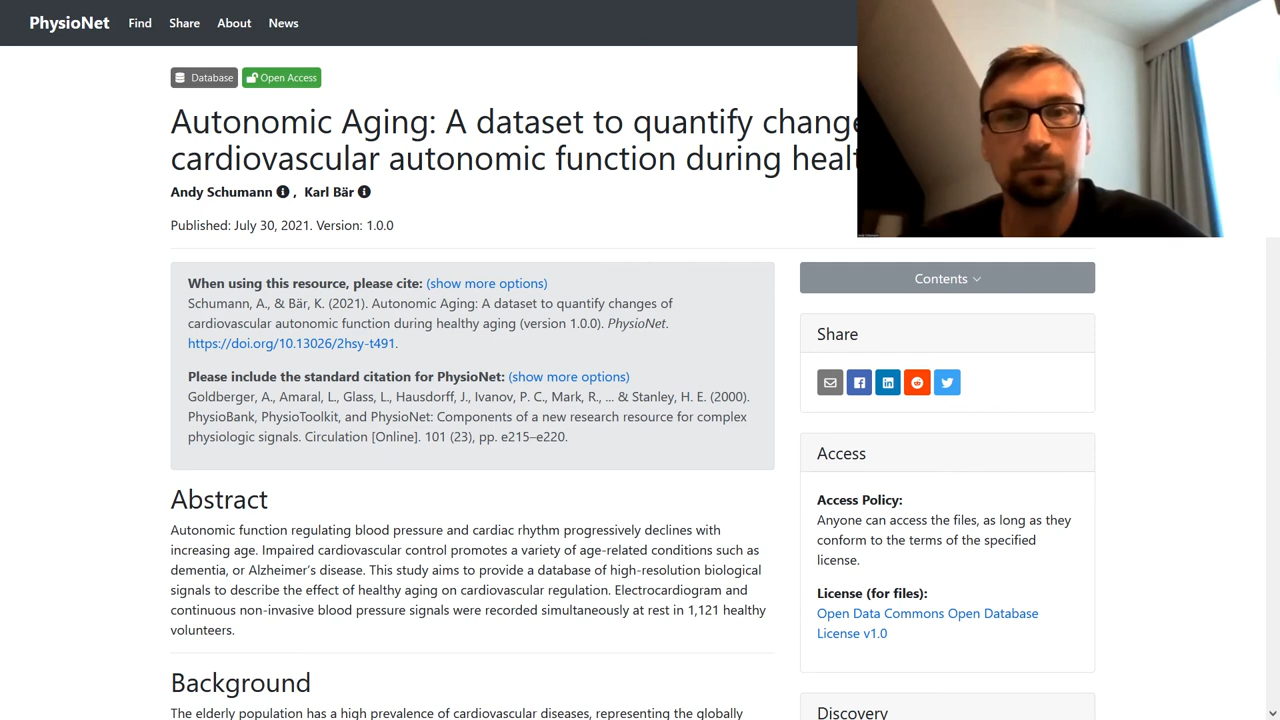 PhysioNet Find Share About News
Database Open Access
Autonomic Aging: A dataset to quantify
cardiovascular autonomic function during
Andy Schumann , Karl Bär
Published: July 30, 2021. Version: 1.0.0
When using this resource, please cite: (show more options)
Schumann, A., & Bär, K. (2021). Autonomic Aging: A dataset to quantify changes of
cardiovascular autonomic function during healthy aging (version 1.0.0). PhysioNet.
https://doi.org/10.13026/2hsy-t491.
Please include the standard citation for PhysioNet: (show more options)
Goldberger, A., Amaral, L., Glass, L., Hausdorff, J., Ivanov, P. C., Mark, R., ... & Stanley, H. E. (2000).
PhysioBank, PhysioToolkit, and PhysioNet: Components of a new research resource for complex
physiologic signals. Circulation [Online]. 101 (23), pp. e215–e220.
Abstract
Autonomic function regulating blood pressure and cardiac rhythm progressively declines with
increasing age. Impaired cardiovascular control promotes a variety of age-related conditions such as
dementia, or Alzheimer's disease. This study aims to provide a database of high-resolution biological
signals to describe the effect of healthy aging on cardiovascular regulation. Electrocardiogram and
continuous non-invasive blood pressure signals were recorded simultaneously at rest in 1,121 healthy
volunteers.
Background
The elderly population has a high prevalence of cardiovascular diseases, representing the globally
Contents
Share
Access
Access Policy:
Anyone can access the files, as long as they
conform to the terms of the specified
license.
License (for files):
Open Data Commons Open Database
License v1.0
Discovery